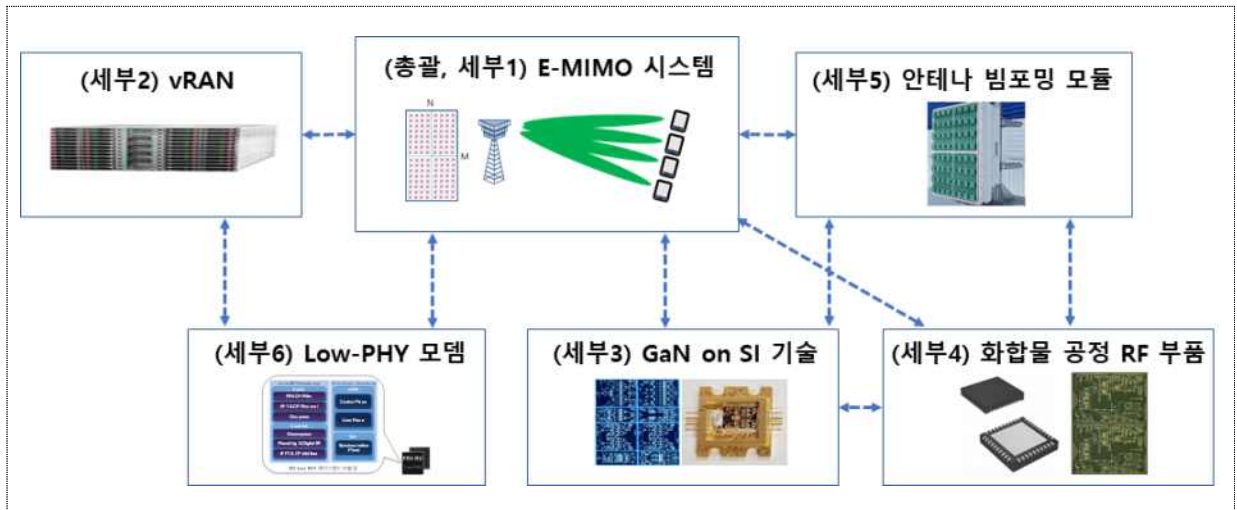 (세부2) vRAN
(총괄, 세부1) E-MIMO 시스템
N
M
(세부5) 안테나 빔포밍 모듈
(세부6) Low-PHY 모뎀
(세부3) GaN on SI 기술
(세부4) 화합물 공정 RF 부품